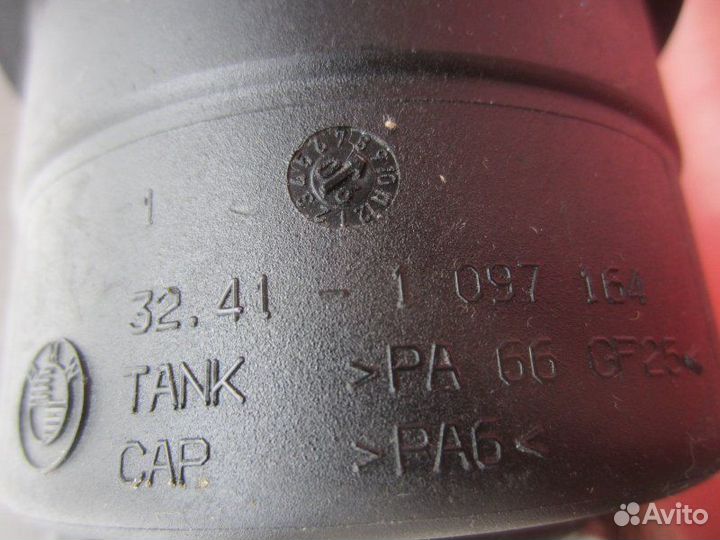 1 -
32.41 - 1 097 164
TANK >PA 66 GF25<
CAP >PA6<
Avito